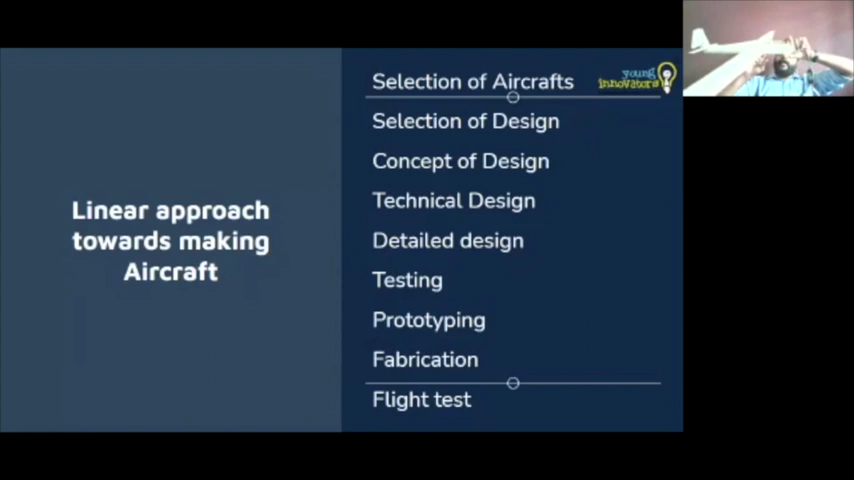 Linear approach
towards making
Aircraft
Selection of Aircrafts
young
innovators
Selection of Design
Concept of Design
Technical Design
Detailed design
Testing
Prototyping
Fabrication
Flight test